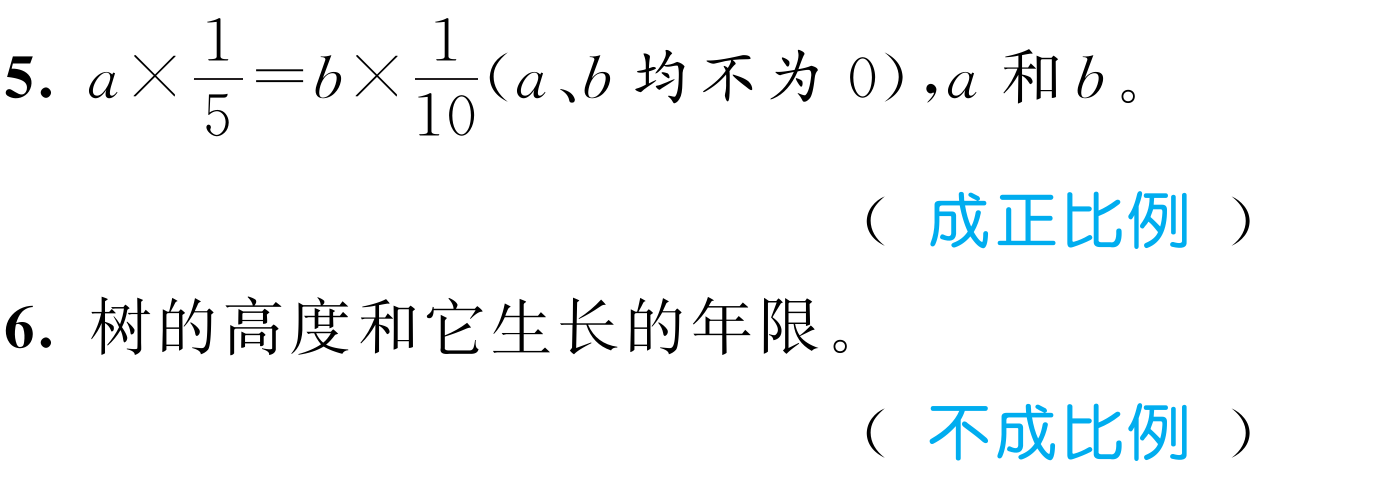 5. a×1/5=b×1/10(a、b 均不为 0),a 和 b。
( 成正比例 )
6. 树的高度和它生长的年限。
( 不成比例 )